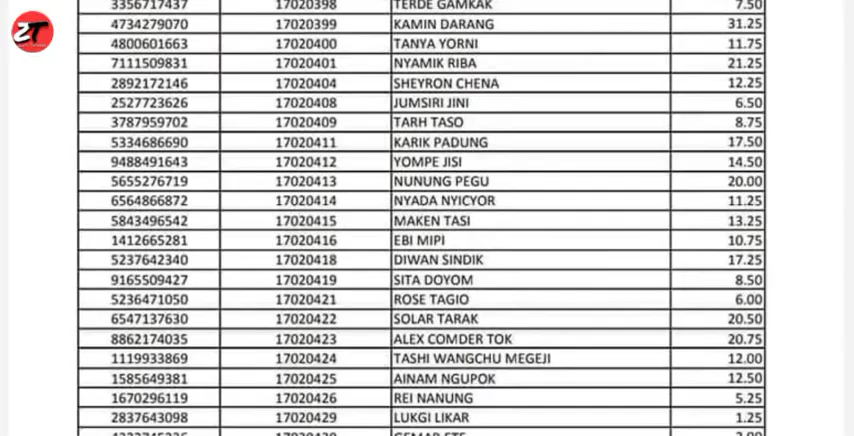 3356717437 17020398 TERDE GAMKAK 7.50
ZT
4734279070 17020399 KAMIN DARANG 31.25
4800601663 17020400 TANYA YORNI 11.75
7111509831 17020401 NYAMIK RIBA 21.25
2892172146 17020404 SHEYRON CHENA 12.25
2527723626 17020408 JUMSIRI JINI 6.50
3787959702 17020409 TARH TASO 8.75
5334686690 17020411 KARIK PADUNG 17.50
9488491643 17020412 YOMPE JISI 14.50
5655276719 17020413 NUNUNG PEGU 20.00
6564866872 17020414 NYADA NYICYOR 11.25
5843496542 17020415 MAKEN TASI 13.25
1412665281 17020416 EBI MIPI 10.75
5237642340 17020418 DIWAN SINDIK 17.25
9165509427 17020419 SITA DOYOM 8.50
5236471050 17020421 ROSE TAGIO 6.00
6547137630 17020422 SOLAR TARAK 20.50
8862174035 17020423 ALEX COMDER TOK 20.75
1119933869 17020424 TASHI WANGCHU MEGEJI 12.00
1585649381 17020425 AINAM NGUPOK 12.50
1670296119 17020426 REI NANUNG 5.25
2837643098 17020429 LUKGI LIKAR 1.25